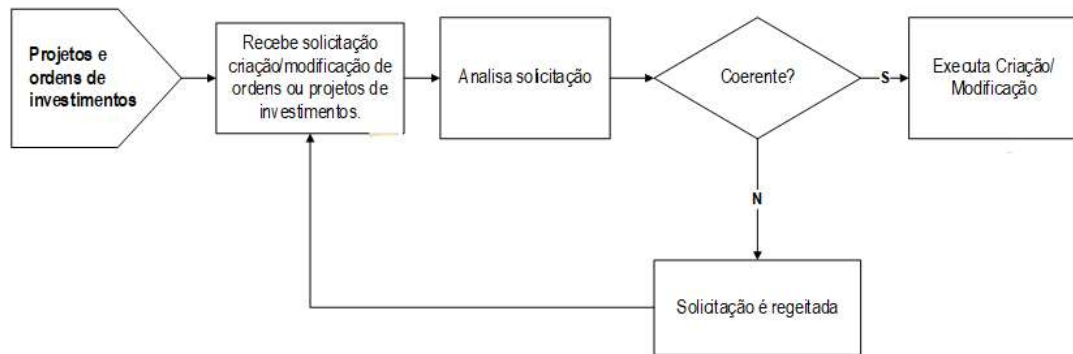 Projetos e
ordens de
investimentos
Recebe solicitação
criação/modificação de
ordens ou projetos de
investimentos.
Analisa solicitação
Coerente?
S
Executa Criação/
Modificação
N
Solicitação é regeitada